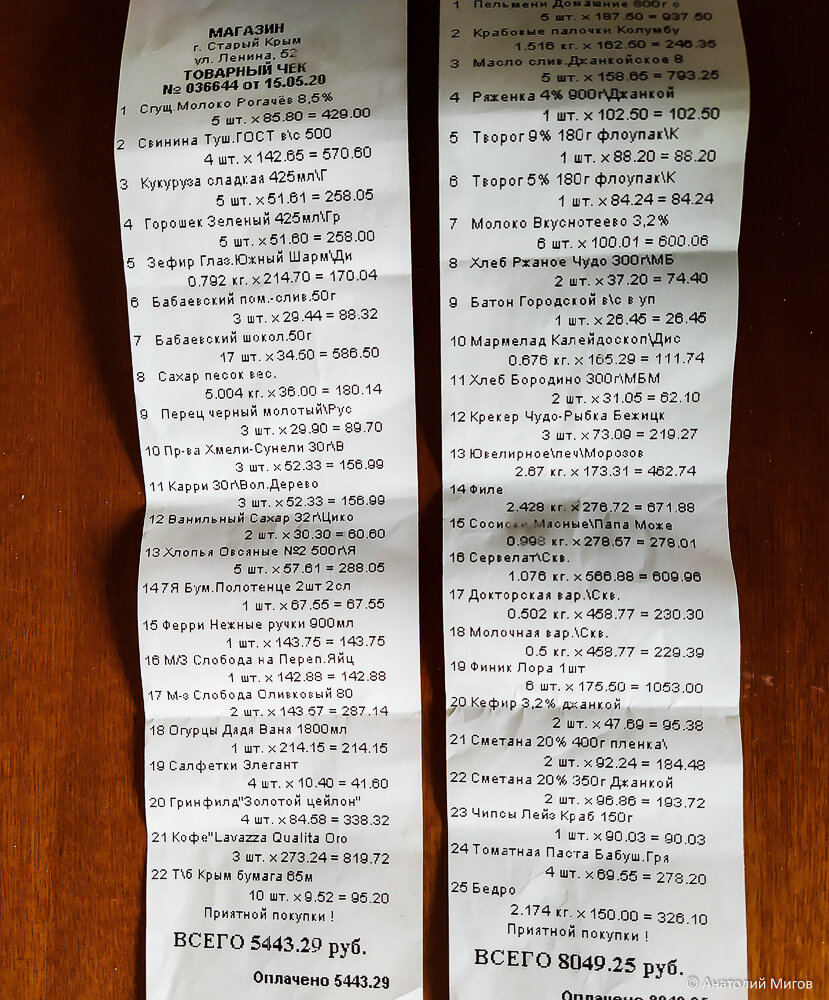 МАГАЗИН
г. Старый Крым
ул. Ленина, 52
ТОВАРНЫЙ ЧЕК
№ 036644 от 15.05.20
1 Сгущ.Молоко Рогачёв 8,5%
5 шт. x 85.80 = 429.00
2 Свинина Туш.ГОСТ в\с 500
4 шт. x 142.65 = 570.60
3 Кукуруза сладкая 425мл\Г
5 шт. x 51.61 = 258.05
4 Горошек Зеленый 425мл\Гр
5 шт. x 51.60 = 258.00
5 Зефир Глаз.Южный Шарм\Ди
0.792 кг. x 214.70 = 170.04
6 Бабаевский пом.-слив.50г
3 шт. x 29.44 = 88.32
7 Бабаевский шокол.50г
17 шт. x 34.50 = 586.50
8 Сахар песок вес.
5.004 кг. x 36.00 = 180.14
9 Перец черный молотый\Рус
3 шт. x 29.90 = 89.70
10 Пр-ва Хмели-Сунели 30г\В
3 шт. x 52.33 = 156.99
11 Карри 30г\Вол.Дерево
3 шт. x 52.33 = 156.99
12 Ванильный Сахар 32г\Цико
2 шт. x 30.30 = 60.60
13 Хлопья Овсяные №2 500г\Я
5 шт. x 57.61 = 288.05
14 7Я Бум.Полотенце 2шт 2сл
1 шт. x 67.55 = 67.55
15 Ферри Нежные ручки 900мл
1 шт. x 143.75 = 143.75
16 М/З Слобода на Переп.Яйц
1 шт. x 142.88 = 142.88
17 М-з Слобода Оливковый 80
2 шт. x 143.57 = 287.14
18 Огурцы Дядя Ваня 1800мл
1 шт. x 214.15 = 214.15
19 Салфетки Элегант
4 шт. x 10.40 = 41.60
20 Гринфилд"Золотой цейлон"
4 шт. x 84.58 = 338.32
21 Кофе"Lavazza Qualita Oro
3 шт. x 273.24 = 819.72
22 Т\б Крым бумага 65м
10 шт. x 9.52 = 95.20
Приятной покупки !
ВСЕГО 5443.29 руб.
Оплачено 5443.29
1 Пельмени Домашние 800г с
5 шт. x 187.50 = 937.50
2 Крабовые палочки Колумбу
1.516 кг. x 162.50 = 246.35
3 Масло слив.Джанкойское 8
5 шт. x 158.65 = 793.25
4 Ряженка 4% 900г\Джанкой
1 шт. x 102.50 = 102.50
5 Творог 9% 180г флоупак\К
1 шт. x 88.20 = 88.20
6 Творог 5% 180г флоупак\К
1 шт. x 84.24 = 84.24
7 Молоко Вкуснотеево 3,2%
6 шт. x 100.01 = 600.06
8 Хлеб Ржаное Чудо 300г\МБ
2 шт. x 37.20 = 74.40
9 Батон Городской в\с в уп
1 шт. x 26.45 = 26.45
10 Мармелад Калейдоскоп\Дис
0.676 кг. x 165.29 = 111.74
11 Хлеб Бородино 300г\МБМ
2 шт. x 31.05 = 62.10
12 Крекер Чудо-Рыбка Бежицк
3 шт. x 73.09 = 219.27
13 Ювелирное\печ\Морозов
2.67 кг. x 173.31 = 462.74
14 Филе
2.428 кг. x 276.72 = 671.88
15 Сосиски Мясные\Папа Може
0.998 кг. x 278.57 = 278.01
16 Сервелат\Скв.
1.076 кг. x 566.88 = 609.96
17 Докторская вар.\Скв.
0.502 кг. x 458.77 = 230.30
18 Молочная вар.\Скв.
0.5 кг. x 458.77 = 229.39
19 Финик Лора 1шт
6 шт. x 175.50 = 1053.00
20 Кефир 3,2% джанкой
2 шт. x 47.69 = 95.38
21 Сметана 20% 400г пленка\
2 шт. x 92.24 = 184.48
22 Сметана 20% 350г Джанкой
2 шт. x 96.86 = 193.72
23 Чипсы Лейз Краб 150г
1 шт. x 90.03 = 90.03
24 Томатная Паста Бабуш.Гря
4 шт. x 69.55 = 278.20
25 Бедро
2.174 кг. x 150.00 = 326.10
Приятной покупки !
ВСЕГО 8049.25 руб.
Оплачено
© Анатолий Мигов